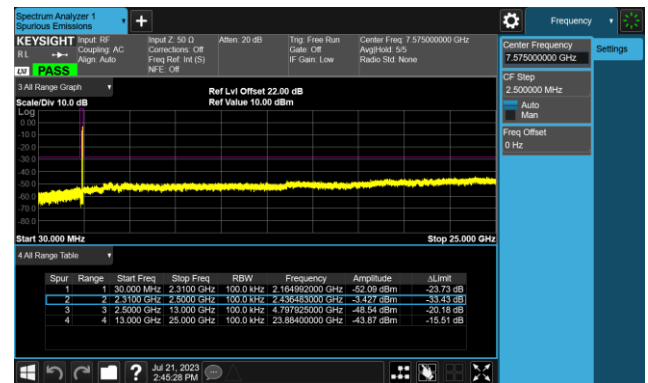 Spectrum Analyzer 1
Spurious Emissions
Frequency
KEYSIGHT
Input: RF
Coupling: AC
Align: Auto
Input Z: 50 Ω
Corrections: Off
Freq Ref: Int (S)
NFE: Off
Atten: 20 dB
Trig: Free Run
Gate: Off
IF Gain: Low
Center Freq: 7.575000000 GHz
Avg|Hold: 5/5
Radio Std: None
RL
LXI
PASS
Center Frequency
7.575000000 GHz
Settings
CF Step
2.500000 MHz
Auto
Man
Freq Offset
0 Hz
3 All Range Graph
Scale/Div 10.0 dB
Ref Lvl Offset 22.00 dB
Ref Value 10.00 dBm
Log
0.00
-10.0
-20.0
-30.0
-40.0
-50.0
-60.0
-70.0
-80.0
Start 30.000 MHz
Stop 25.000 GHz
4 All Range Table
Spur Range Start Freq Stop Freq RBW Frequency Amplitude ΔLimit
1 1 30.000 MHz 2.3100 GHz 100.0 kHz 2.164992000 GHz -52.09 dBm -23.73 dB
2 2 2.3100 GHz 2.5000 GHz 100.0 kHz 2.436483000 GHz -3.427 dBm -33.43 dB
3 3 2.5000 GHz 13.000 GHz 100.0 kHz 4.797925000 GHz -48.54 dBm -20.18 dB
4 4 13.000 GHz 25.000 GHz 100.0 kHz 23.88400000 GHz -43.87 dBm -15.51 dB
Jul 21, 2023
2:45:28 PM